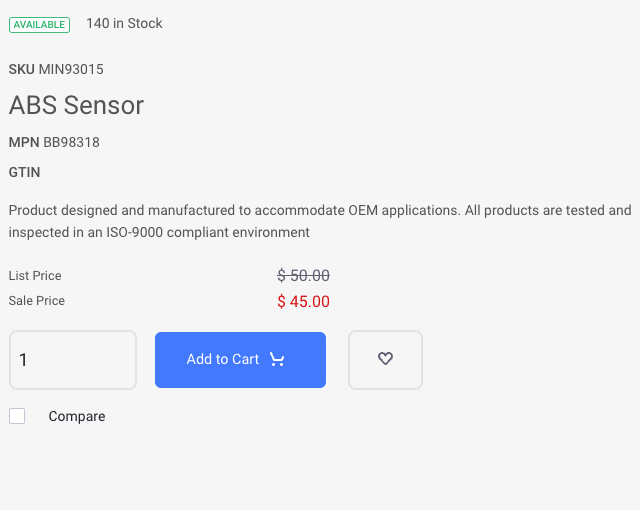 AVAILABLE 140 in Stock
SKU MIN93015
ABS Sensor
MPN BB98318
GTIN
Product designed and manufactured to accommodate OEM applications. All products are tested and
inspected in an ISO-9000 compliant environment
List Price $ 50.00
Sale Price $ 45.00
1 Add to Cart
Compare